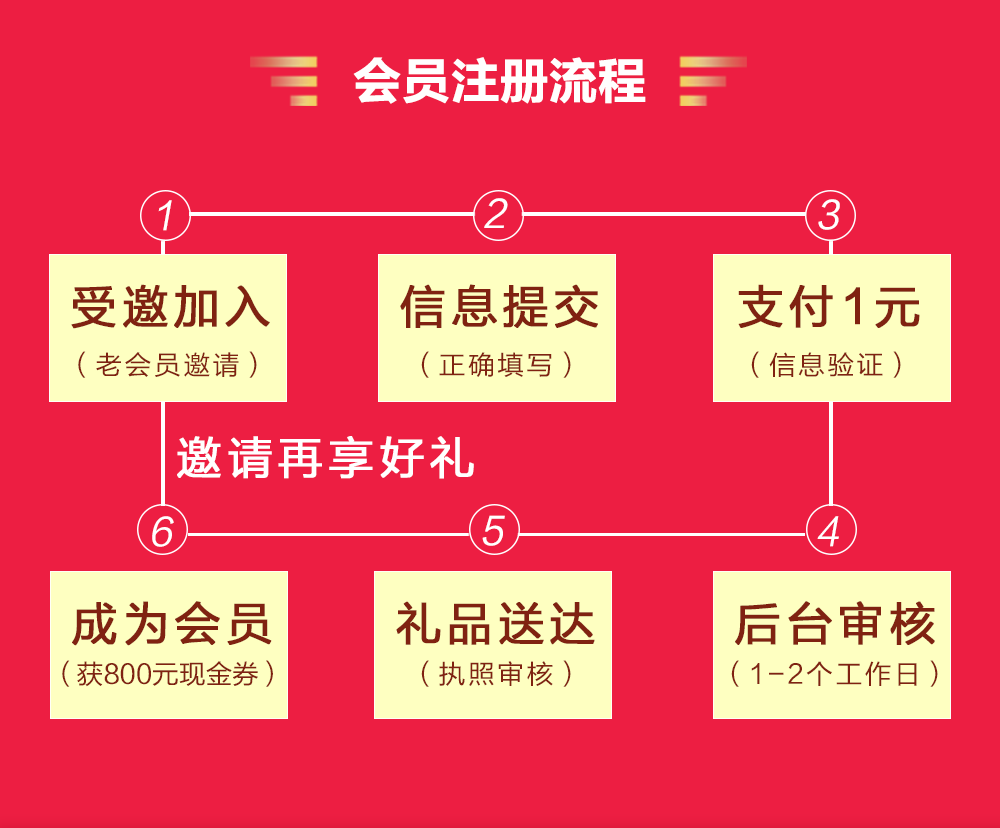 会员注册流程
1
2
3
受邀加入
（老会员邀请）
信息提交
（正确填写）
支付1元
（信息验证）
邀请再享好礼
6
5
4
成为会员
（获800元现金券）
礼品送达
（执照审核）
后台审核
（1-2个工作日）